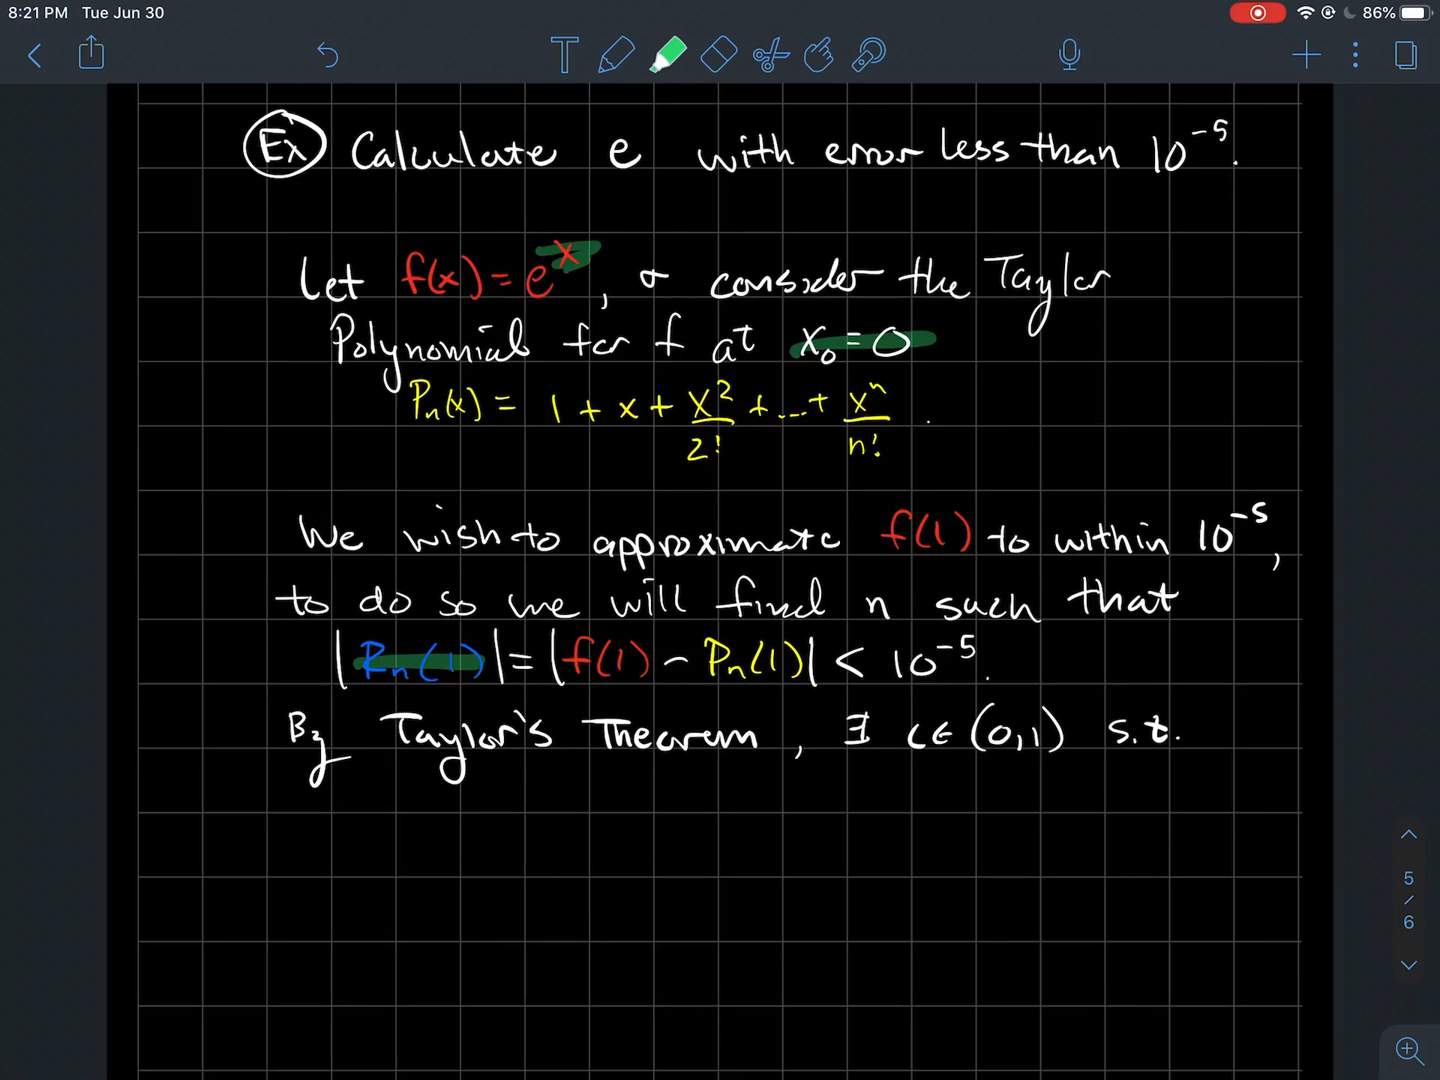 8:21 PM Tue Jun 30 86%
Ex Calculate e with error less than 10⁻⁵.
Let f(x) = eˣ, & consider the Taylor
Polynomial for f at x₀ = 0
Pₙ(x) = 1 + x + x²/2! + ... + xⁿ/n! .
We wish to approximate f(1) to within 10⁻⁵,
to do so we will find n such that
|Rₙ(1)| = |f(1) - Pₙ(1)| < 10⁻⁵.
By Taylor's Theorem, ∃ c ∈ (0,1) s.t.
5
/
6